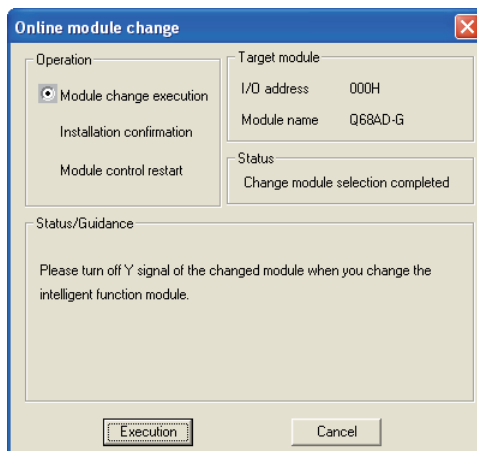 Online module change
Operation
Module change execution
Installation confirmation
Module control restart
Target module
I/O address 000H
Module name Q68AD-G
Status
Change module selection completed
Status/Guidance
Please turn off Y signal of the changed module when you change the
intelligent function module.
Execution Cancel